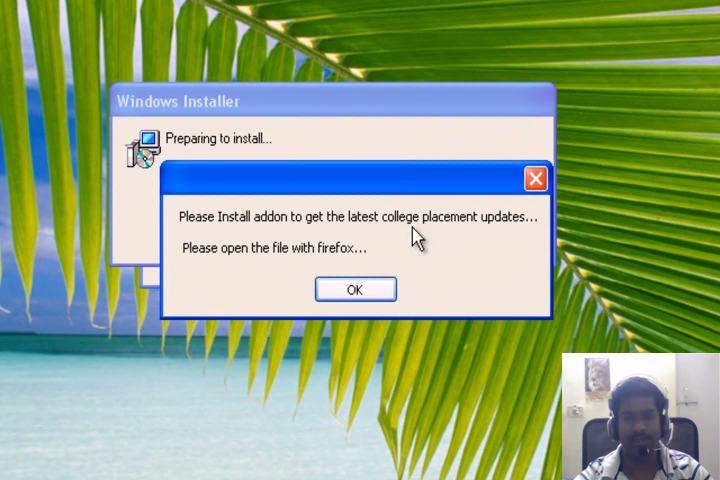 Windows Installer
Preparing to install...
Please Install addon to get the latest college placement updates...
Please open the file with firefox...
OK